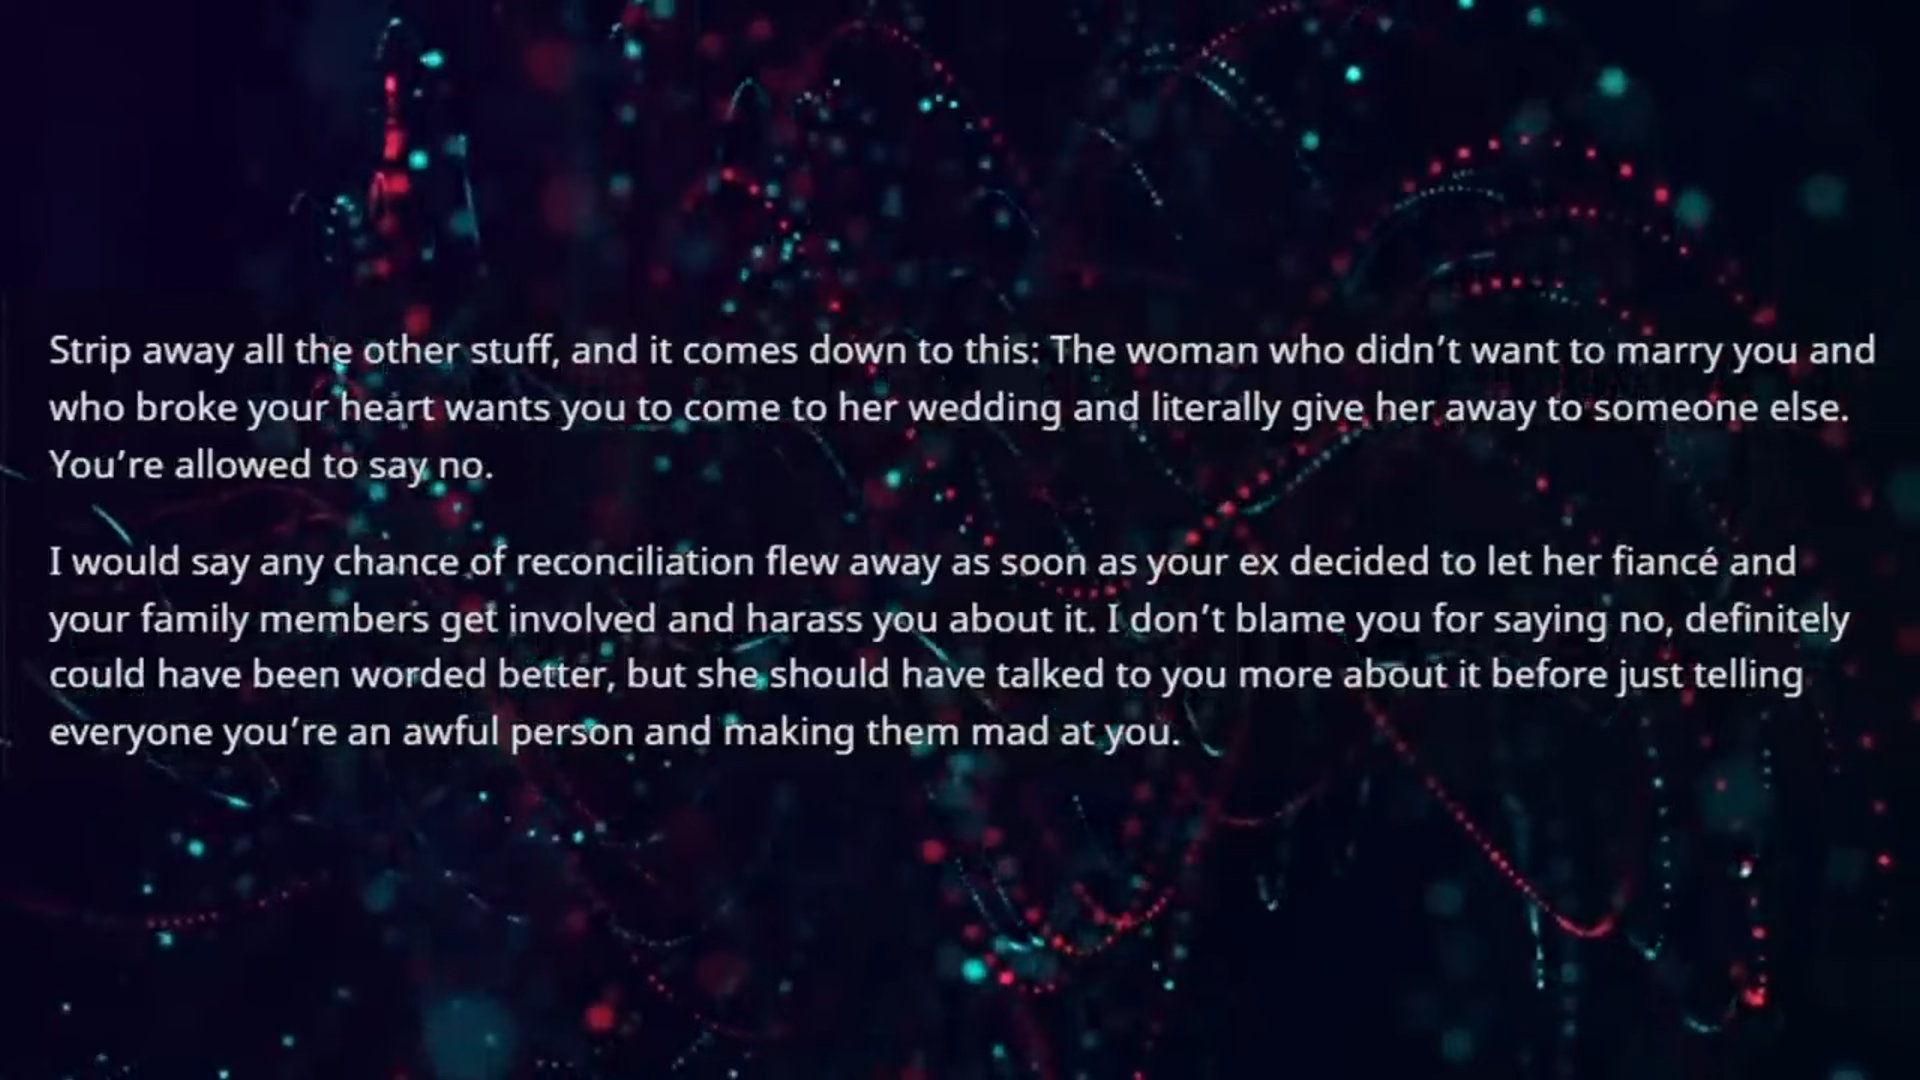 Strip away all the other stuff, and it comes down to this: The woman who didn’t want to marry you and
who broke your heart wants you to come to her wedding and literally give her away to someone else.
You’re allowed to say no.
I would say any chance of reconciliation flew away as soon as your ex decided to let her fiancé and
your family members get involved and harass you about it. I don’t blame you for saying no, definitely
could have been worded better, but she should have talked to you more about it before just telling
everyone you’re an awful person and making them mad at you.